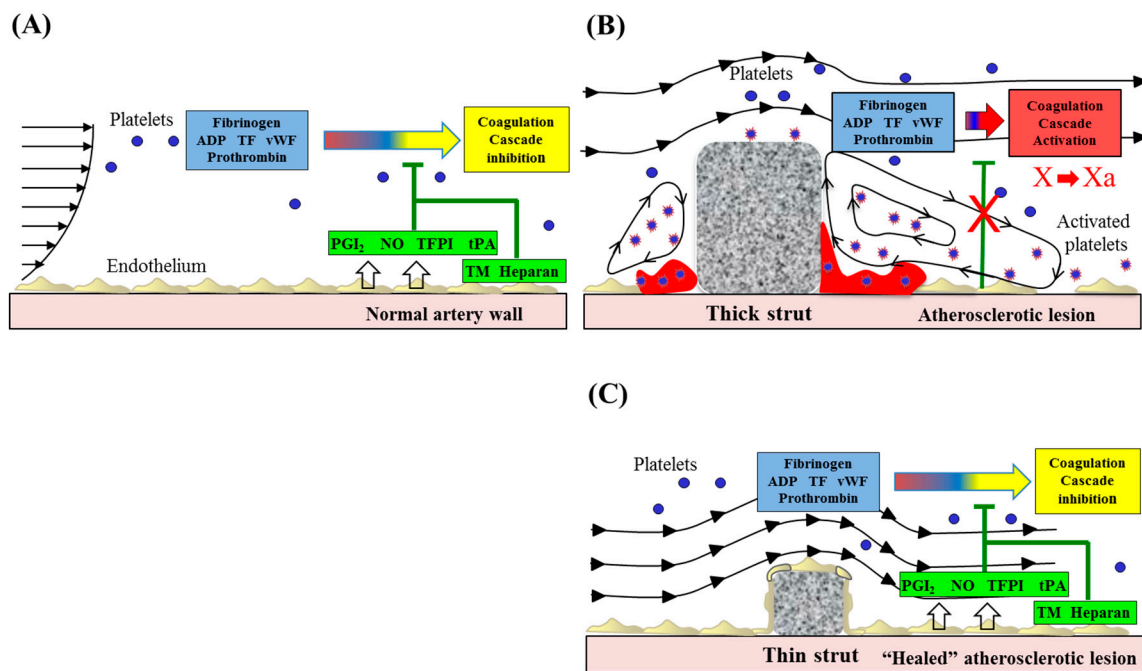 (A)
Platelets
Fibrinogen
ADP TF vWF
Prothrombin
Coagulation
Cascade
inhibition
PGI₂ NO TFPI tPA
TM Heparan
Endothelium
Normal artery wall
(B)
Platelets
Fibrinogen
ADP TF vWF
Prothrombin
Coagulation
Cascade
Activation
X Xa
Activated
platelets
Thick strut
Atherosclerotic lesion
(C)
Platelets
Fibrinogen
ADP TF vWF
Prothrombin
Coagulation
Cascade
inhibition
PGI₂ NO TFPI tPA
TM Heparan
Thin strut
“Healed” atherosclerotic lesion